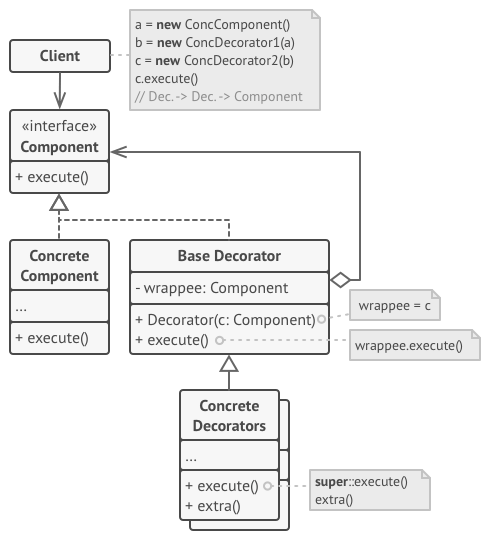 Client
a = new ConcComponent()
b = new ConcDecorator1(a)
c = new ConcDecorator2(b)
c.execute()
// Dec. -> Dec. -> Component
«interface»
Component
+ execute()
Concrete
Component
...
+ execute()
Base Decorator
- wrappee: Component
+ Decorator(c: Component)
+ execute()
wrappee = c
wrappee.execute()
Concrete
Decorators
...
+ execute()
+ extra()
super::execute()
extra()